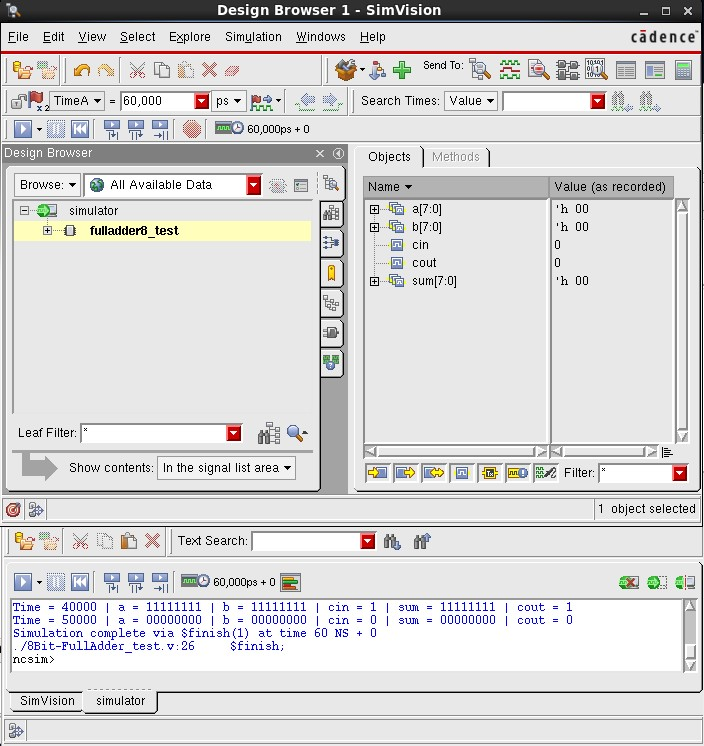 Design Browser 1 - SimVision
File Edit View Select Explore Simulation Windows Help
cādence
Send To:
x2 TimeA = 60,000 ps Search Times: Value
60,000ps + 0
Design Browser
Objects Methods
Browse: All Available Data
Name Value (as recorded)
simulator
fulladder8_test
a[7:0] 'h 00
b[7:0] 'h 00
cin 0
cout 0
sum[7:0] 'h 00
Leaf Filter: *
Show contents: In the signal list area
Filter: *
1 object selected
Text Search:
60,000ps + 0
Time = 40000 | a = 11111111 | b = 11111111 | cin = 1 | sum = 11111111 | cout = 1
Time = 50000 | a = 00000000 | b = 00000000 | cin = 0 | sum = 00000000 | cout = 0
Simulation complete via $finish(1) at time 60 NS + 0
./8Bit-FullAdder_test.v:26 $finish;
ncsim>
SimVision simulator